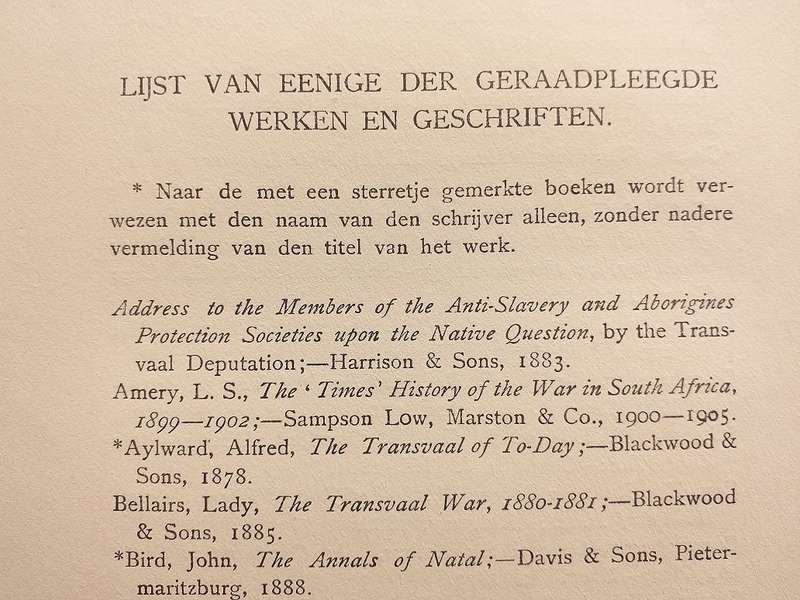 LIJST VAN EENIGE DER GERAADPLEEGDE
WERKEN EN GESCHRIFTEN.
* Naar de met een sterretje gemerkte boeken wordt ver-
wezen met den naam van den schrijver alleen, zonder nadere
vermelding van den titel van het werk.
Address to the Members of the Anti-Slavery and Aborigines
Protection Societies upon the Native Question, by the Trans-
vaal Deputation;—Harrison & Sons, 1883.
Amery, L. S., The ‘Times’ History of the War in South Africa,
1899—1902;—Sampson Low, Marston & Co., 1900—1905.
*Aylward, Alfred, The Transvaal of To-Day;—Blackwood &
Sons, 1878.
Bellairs, Lady, The Transvaal War, 1880-1881;—Blackwood
& Sons, 1885.
*Bird, John, The Annals of Natal;—Davis & Sons, Pieter-
maritzburg, 1888.